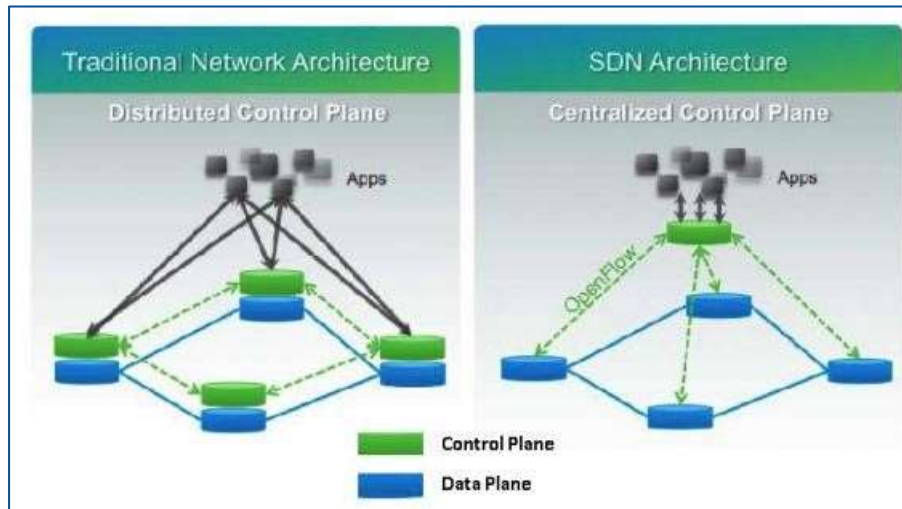 Traditional Network Architecture
Distributed Control Plane
Apps
SDN Architecture
Centralized Control Plane
Apps
OpenFlow
Control Plane
Data Plane